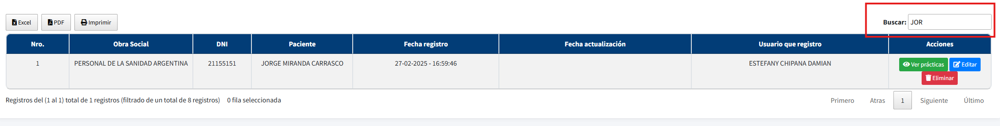 Excel PDF Imprimir Buscar: JOR
Nro. Obra Social DNI Paciente Fecha registro Fecha actualización Usuario que registro Acciones
1 PERSONAL DE LA SANIDAD ARGENTINA 21155151 JORGE MIRANDA CARRASCO 27-02-2025 - 16:59:46 ESTEFANY CHIPANA DAMIAN Ver prácticas Editar
Eliminar
Registros del (1 al 1) total de 1 registros (filtrado de un total de 8 registros) 0 fila seleccionada Primero Atras 1 Siguiente Último